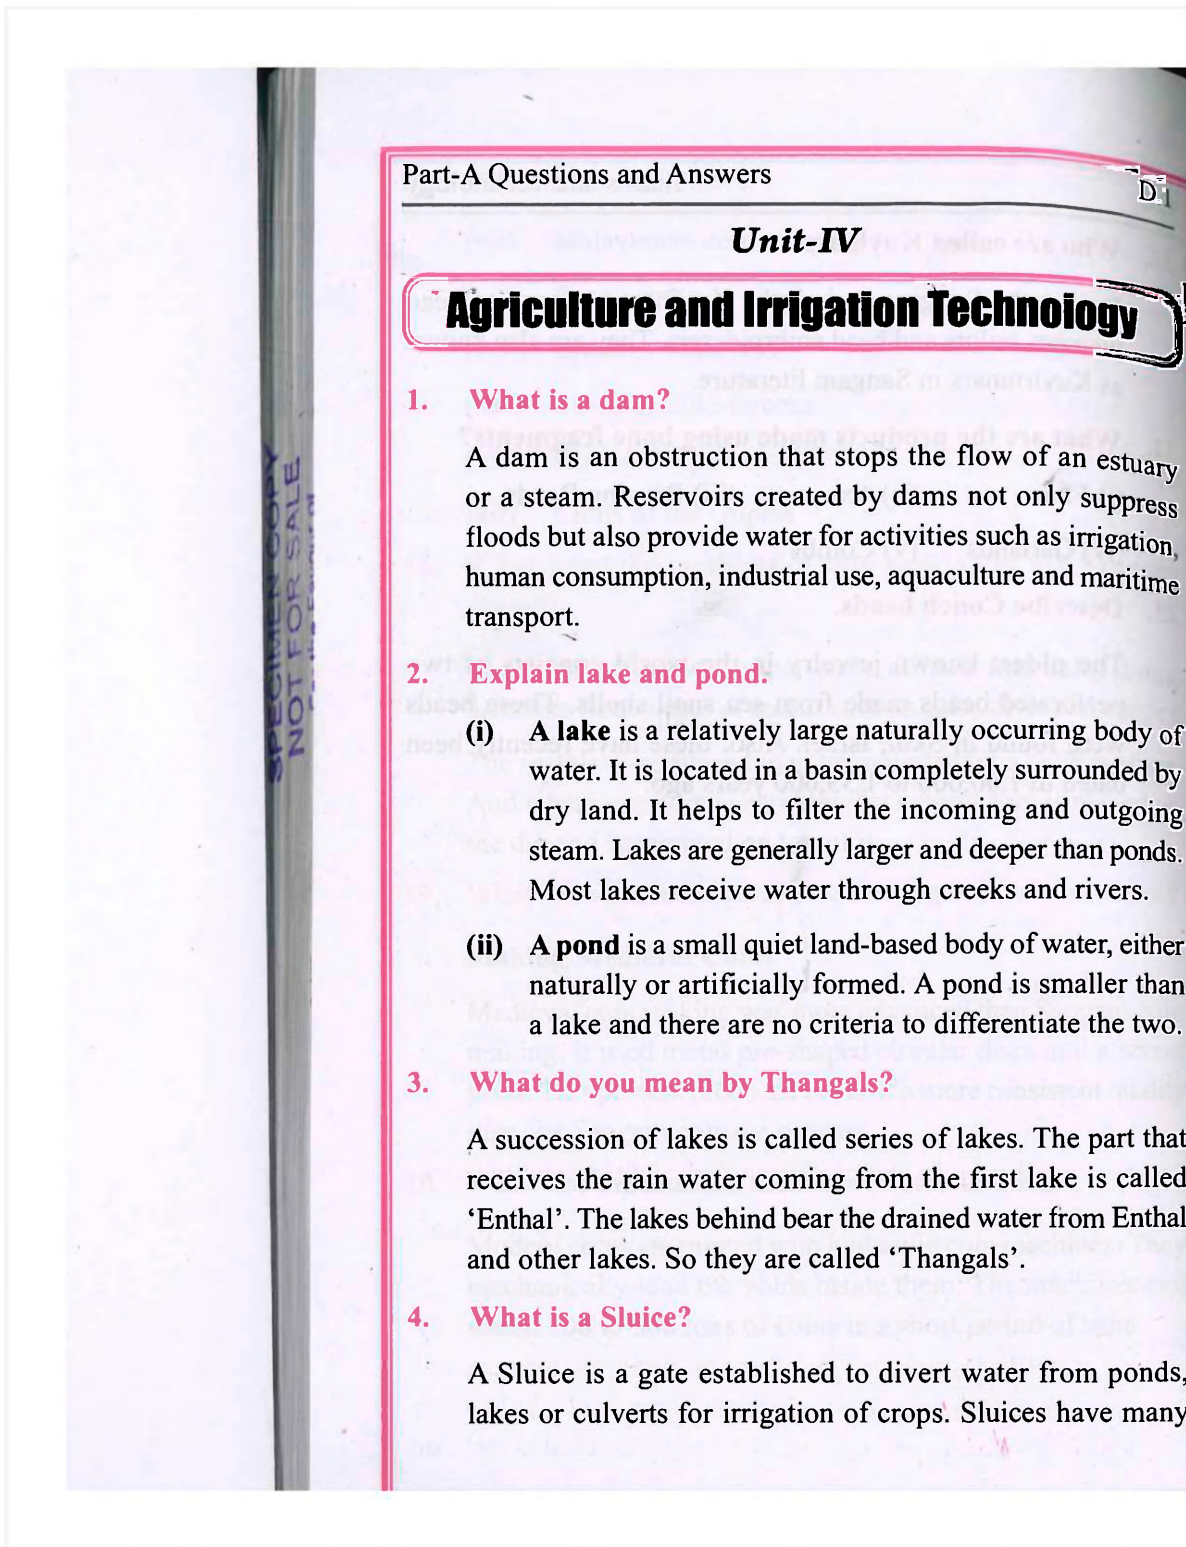 Part-A Questions and Answers
D.1
Unit-IV
Agriculture and Irrigation Technology
1. What is a dam?
A dam is an obstruction that stops the flow of an estuary
or a steam. Reservoirs created by dams not only suppress
floods but also provide water for activities such as irrigation,
human consumption, industrial use, aquaculture and maritime
transport.
2. Explain lake and pond.
(i) A lake is a relatively large naturally occurring body of
water. It is located in a basin completely surrounded by
dry land. It helps to filter the incoming and outgoing
steam. Lakes are generally larger and deeper than ponds.
Most lakes receive water through creeks and rivers.
(ii) A pond is a small quiet land-based body of water, either
naturally or artificially formed. A pond is smaller than
a lake and there are no criteria to differentiate the two.
3. What do you mean by Thangals?
A succession of lakes is called series of lakes. The part that
receives the rain water coming from the first lake is called
‘Enthal’. The lakes behind bear the drained water from Enthal
and other lakes. So they are called ‘Thangals’.
4. What is a Sluice?
A Sluice is a gate established to divert water from ponds,
lakes or culverts for irrigation of crops. Sluices have many
SPECIMEN COPY
NOT FOR SALE